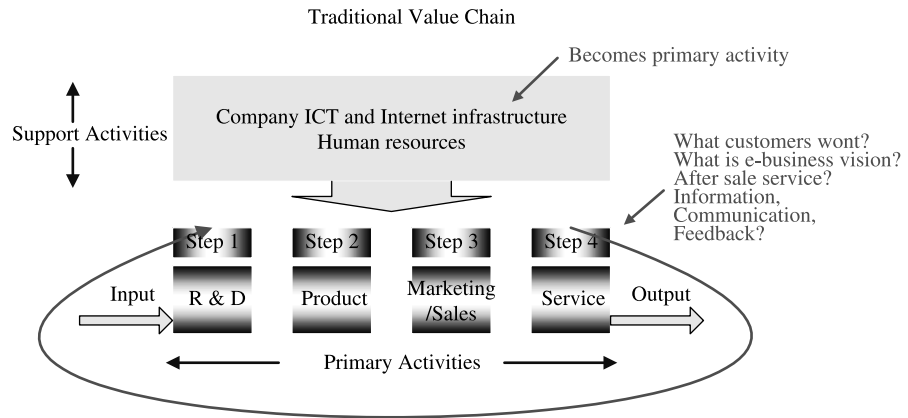 Traditional Value Chain
Becomes primary activity
Company ICT and Internet infrastructure
Human resources
Support Activities
What customers wont?
What is e-business vision?
After sale service?
Information,
Communication,
Feedback?
Step 1
Step 2
Step 3
Step 4
Input
R & D
Product
Marketing
/Sales
Service
Output
Primary Activities